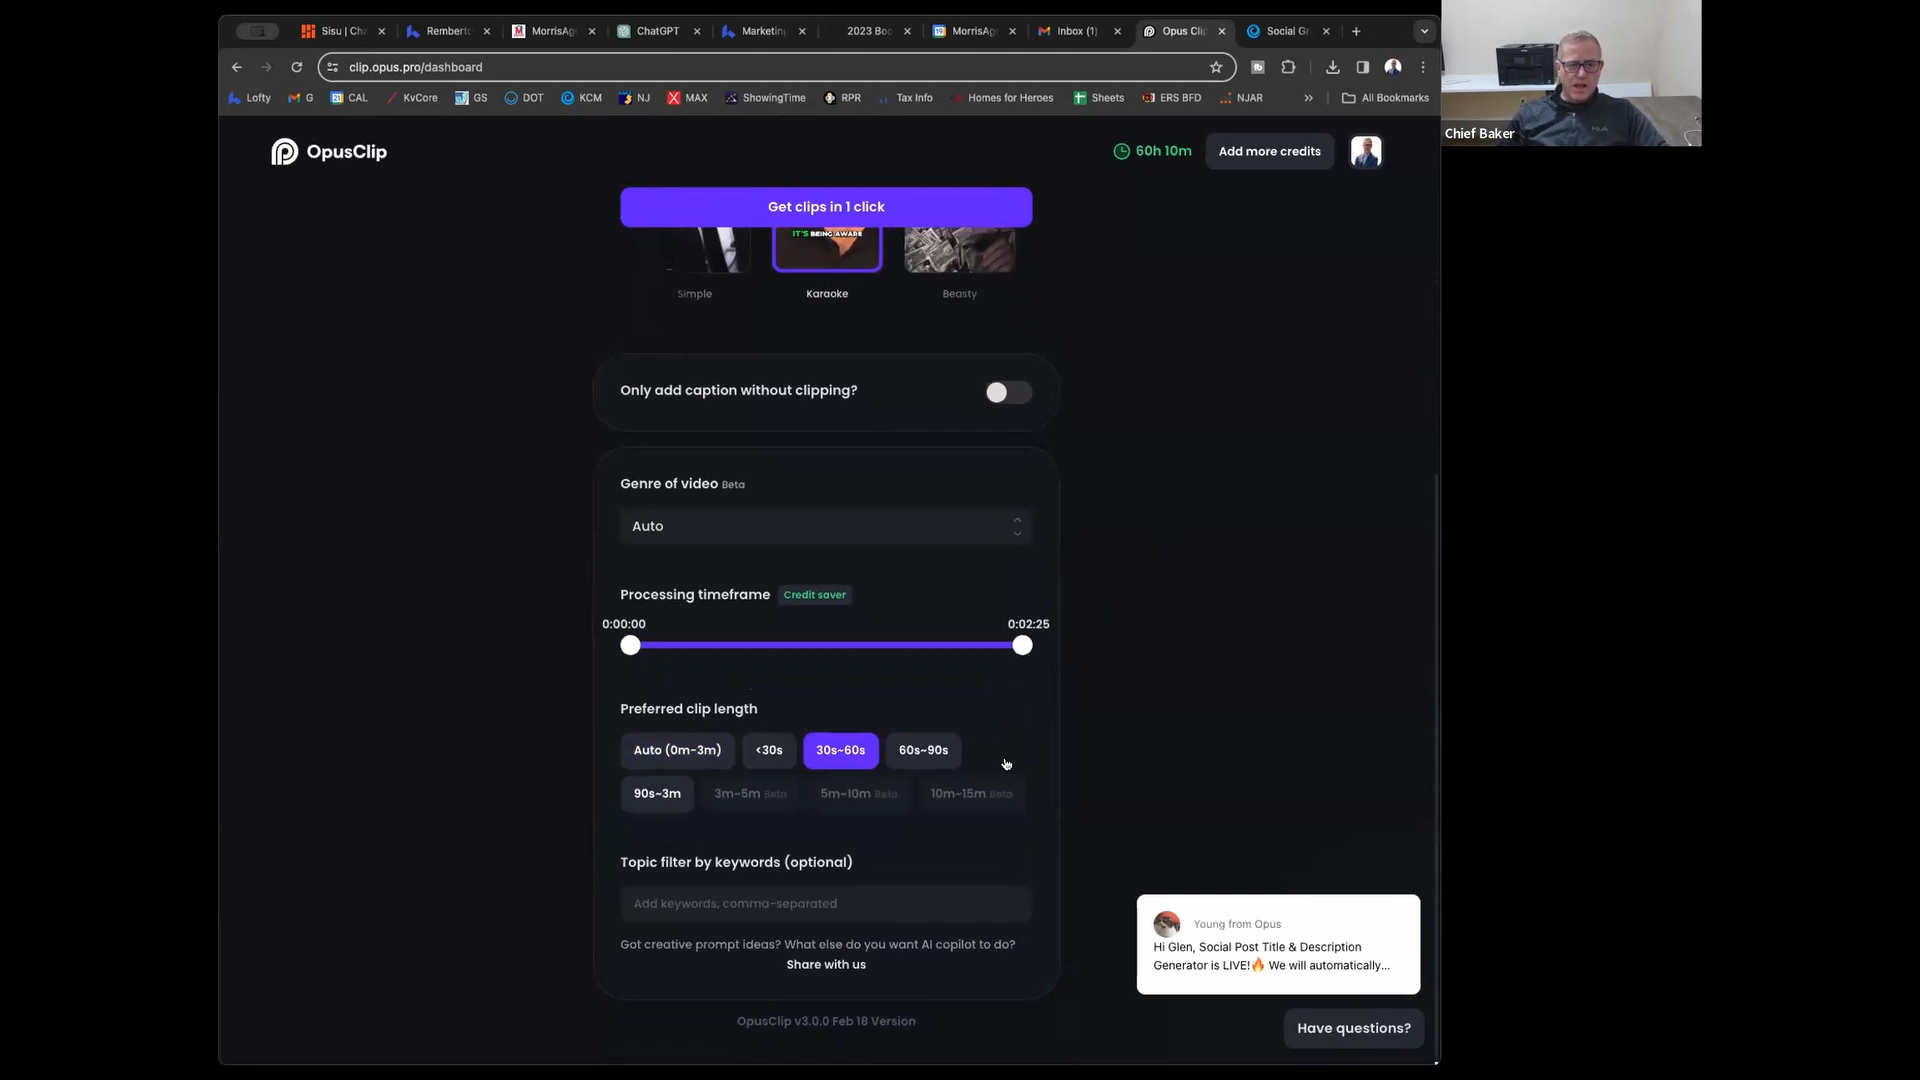 Sisu | Cha
Rembert
MorrisAg
ChatGPT
Marketing
2023 Boo
MorrisAg
Inbox (1)
Opus Clip
Social Gr
clip.opus.pro/dashboard
Lofty
G
CAL
KvCore
GS
DOT
KCM
NJ
MAX
ShowingTime
RPR
Tax Info
Homes for Heroes
Sheets
ERS BFD
NJAR
All Bookmarks
Chief Baker
OpusClip
60h 10m
Add more credits
Get clips in 1 click
IT'S BEING AWARE
Simple
Karaoke
Beasty
Only add caption without clipping?
Genre of video Beta
Auto
Processing timeframe Credit saver
0:00:00
0:02:25
Preferred clip length
Auto (0m-3m)
<30s
30s~60s
60s~90s
90s~3m
3m~5m Beta
5m~10m Beta
10m~15m Beta
Topic filter by keywords (optional)
Add keywords, comma-separated
Got creative prompt ideas? What else do you want AI copilot to do?
Share with us
Young from Opus
Hi Glen, Social Post Title & Description
Generator is LIVE!🔥 We will automatically...
OpusClip v3.0.0 Feb 18 Version
Have questions?